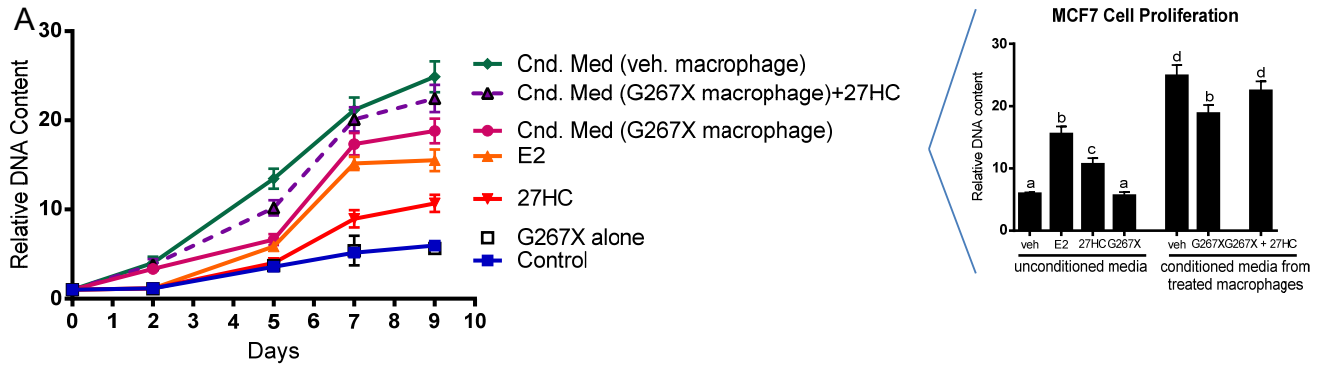 A
30
20
10
0
Relative DNA Content
0 1 2 3 4 5 6 7 8 9 10
Days
Cnd. Med (veh. macrophage)
Cnd. Med (G267X macrophage)+27HC
Cnd. Med (G267X macrophage)
E2
27HC
G267X alone
Control
MCF7 Cell Proliferation
30
20
10
0
Relative DNA content
a b c a d b d
veh E2 27HC G267X veh G267X G267X + 27HC
unconditioned media
conditioned media from
treated macrophages